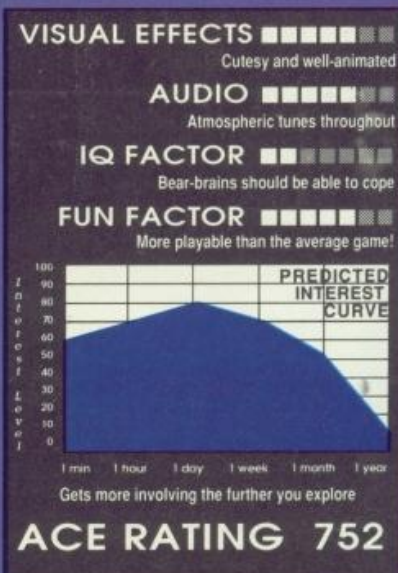 VISUAL EFFECTS
Cutesy and well-animated
AUDIO
Atmospheric tunes throughout
IQ FACTOR
Bear-brains should be able to cope
FUN FACTOR
More playable than the average game!
PREDICTED
INTEREST
CURVE
Interest Level
100
90
80
70
60
50
40
30
20
10
0
1 min 1 hour 1 day 1 week 1 month 1 year
Gets more involving the further you explore
ACE RATING 752